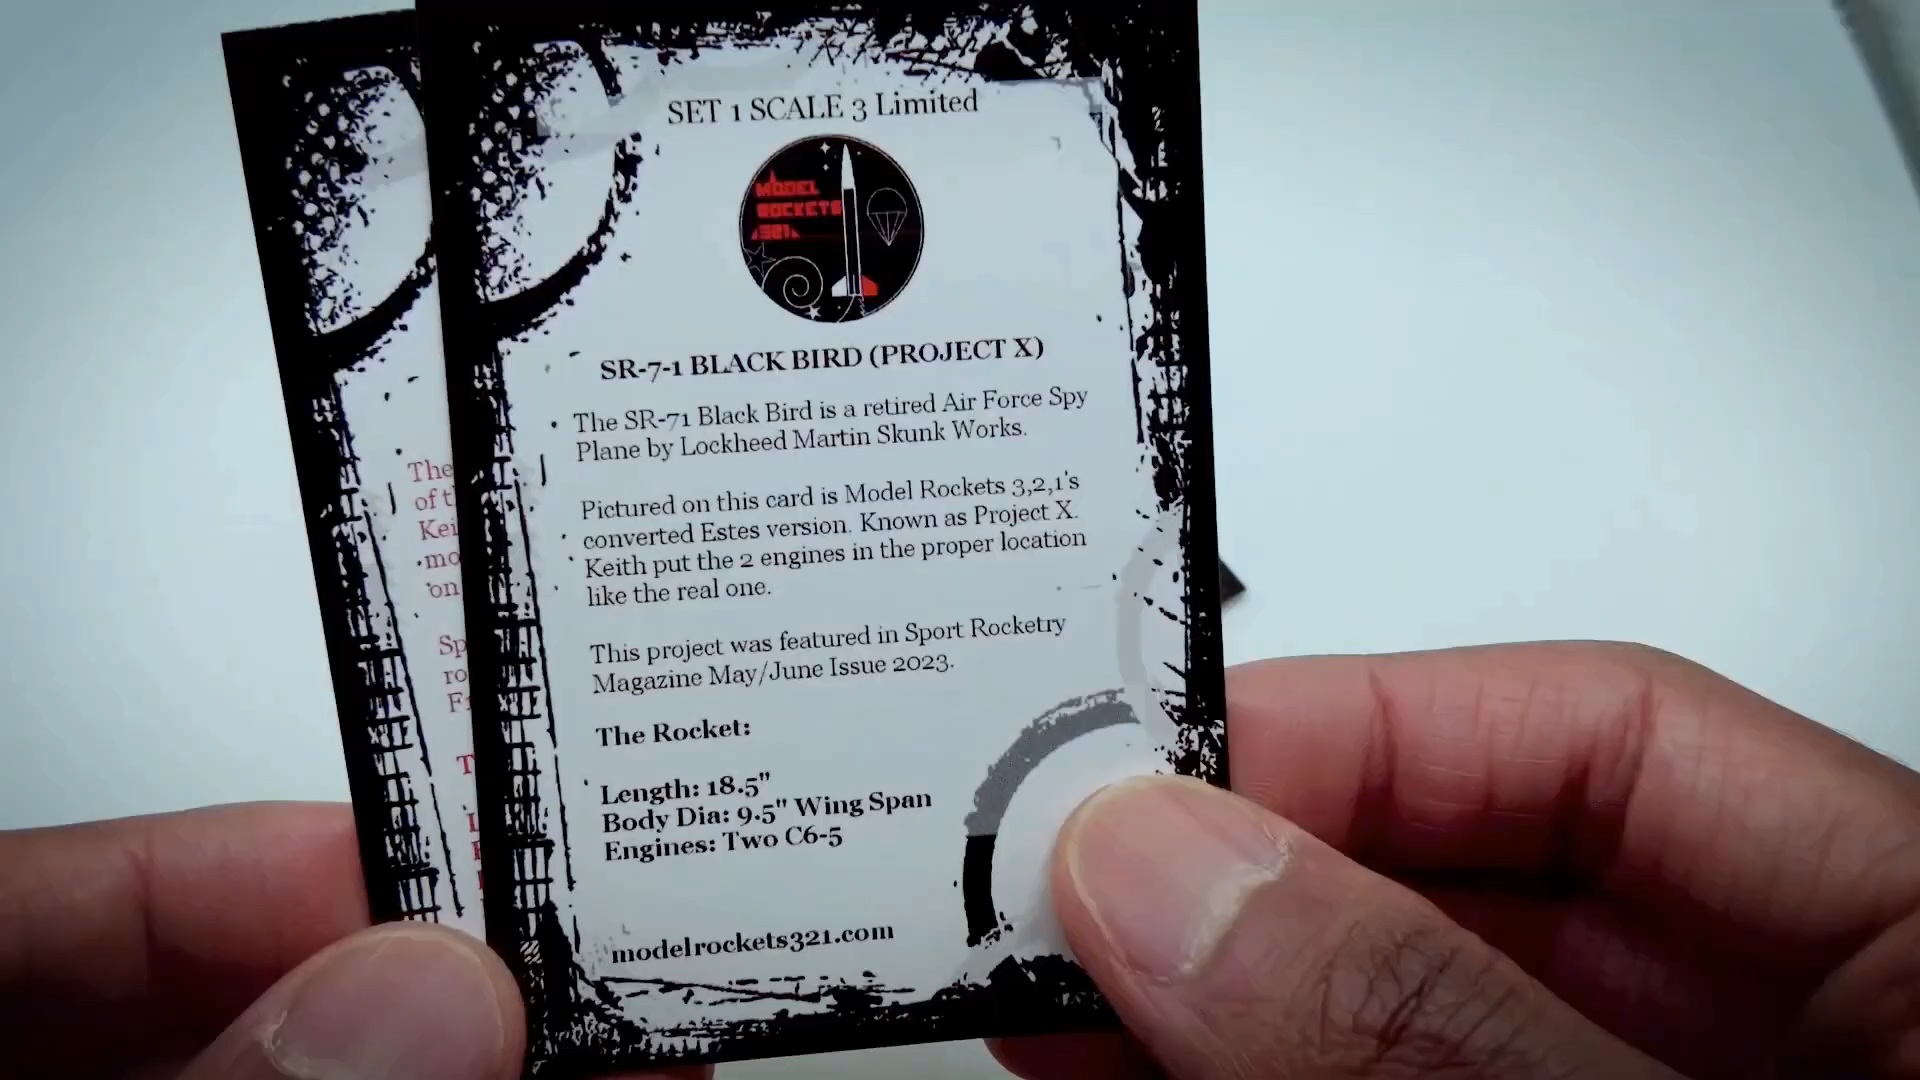 SET 1 SCALE 3 Limited
MODEL
ROCKETS
321
SR-7-1 BLACK BIRD (PROJECT X)
The SR-71 Black Bird is a retired Air Force Spy
Plane by Lockheed Martin Skunk Works.
Pictured on this card is Model Rockets 3,2,1's
converted Estes version. Known as Project X.
Keith put the 2 engines in the proper location
like the real one.
This project was featured in Sport Rocketry
Magazine May/June Issue 2023.
The Rocket:
Length: 18.5"
Body Dia: 9.5" Wing Span
Engines: Two C6-5
modelrockets321.com
The
of
on